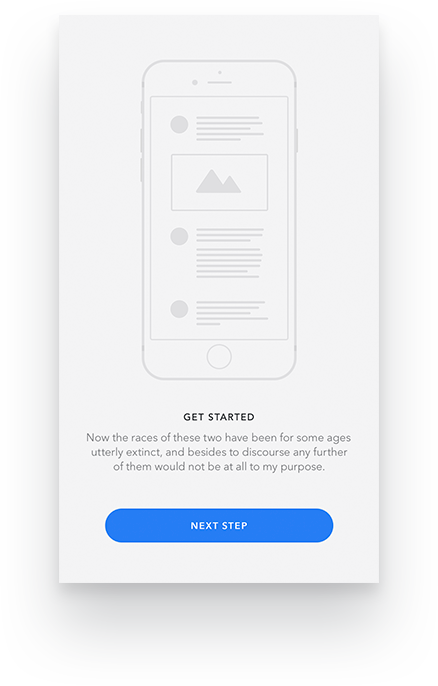 GET STARTED
Now the races of these two have been for some ages
utterly extinct, and besides to discourse any further
of them would not be at all to my purpose.
NEXT STEP